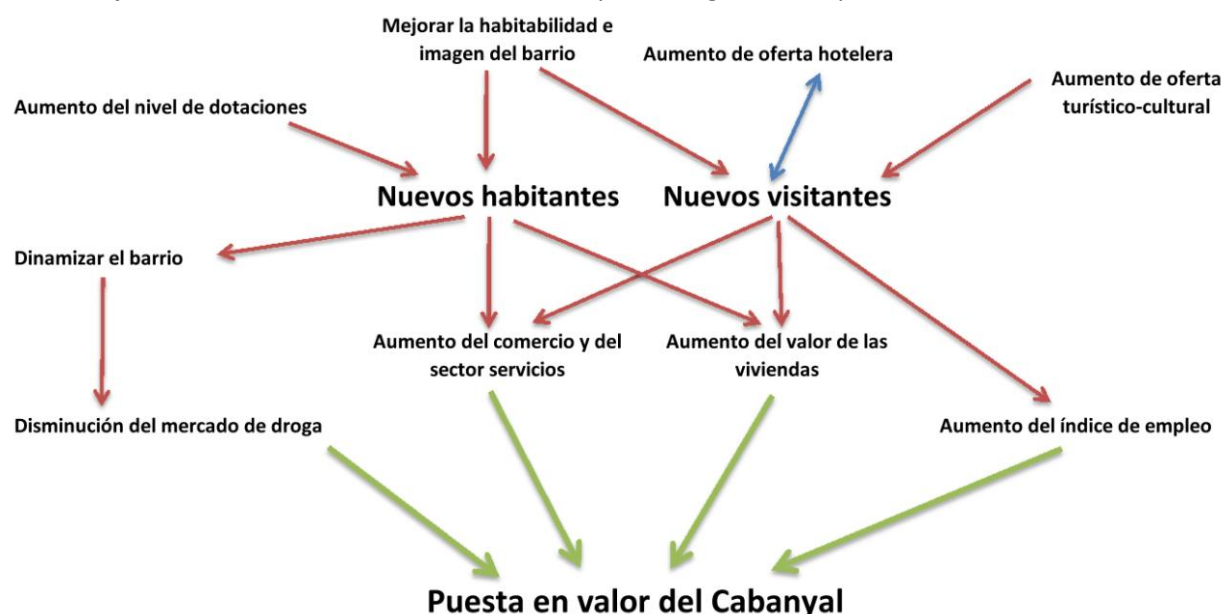 Mejorar la habitabilidad e
imagen del barrio
Aumento de oferta hotelera
Aumento de oferta
turístico-cultural
Aumento del nivel de dotaciones
Nuevos habitantes
Nuevos visitantes
Dinamizar el barrio
Aumento del comercio y del
sector servicios
Aumento del valor de las
viviendas
Disminución del mercado de droga
Aumento del índice de empleo
Puesta en valor del Cabanyal